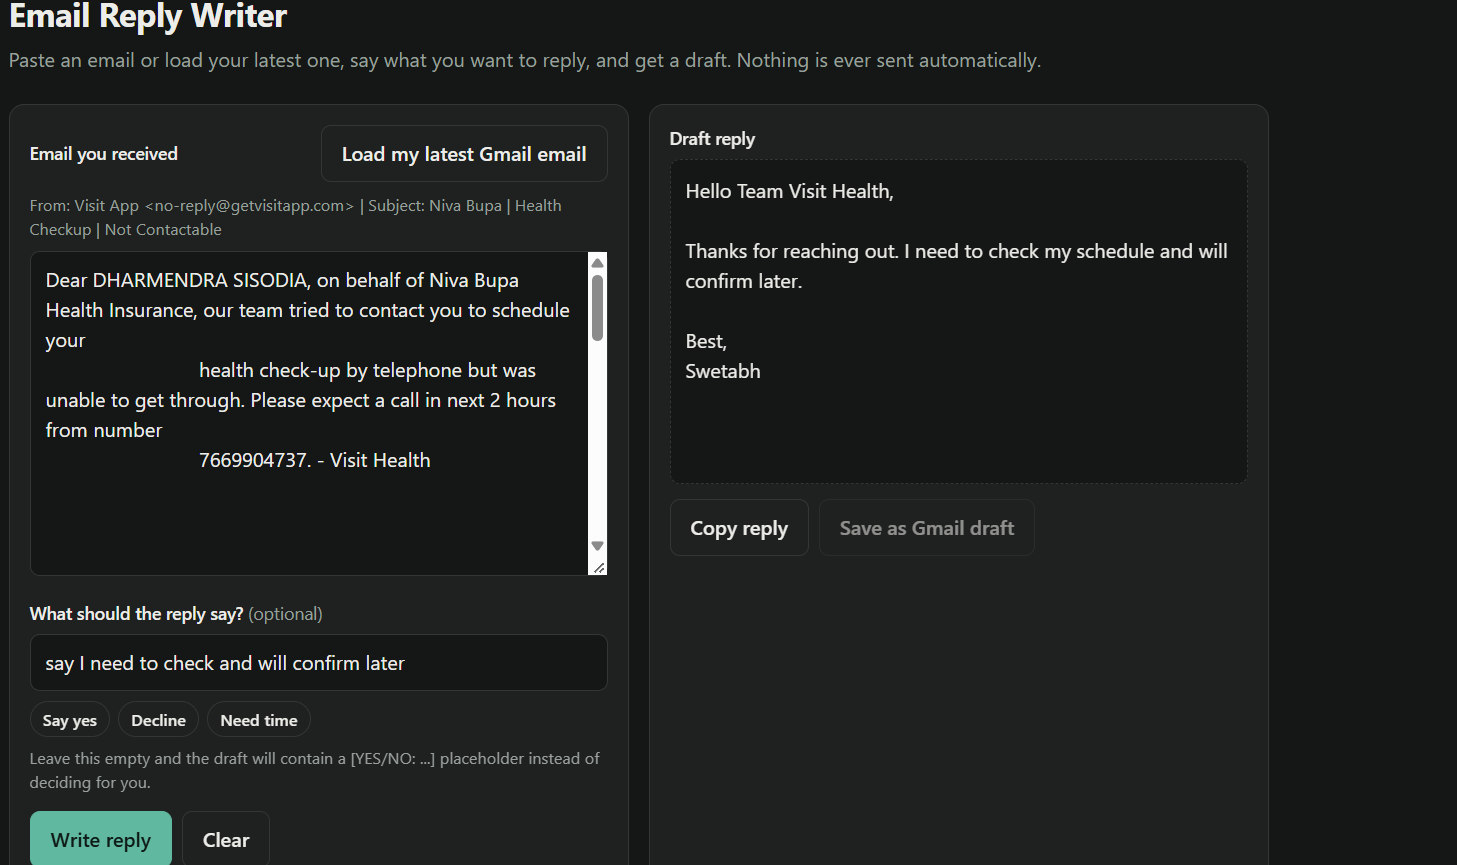 Email Reply Writer
Paste an email or load your latest one, say what you want to reply, and get a draft. Nothing is ever sent automatically.
Email you received
Load my latest Gmail email
From: Visit App <no-reply@getvisitapp.com> | Subject: Niva Bupa | Health
Checkup | Not Contactable
Dear DHARMENDRA SISODIA, on behalf of Niva Bupa
Health Insurance, our team tried to contact you to schedule
your
health check-up by telephone but was
unable to get through. Please expect a call in next 2 hours
from number
7669904737. - Visit Health
What should the reply say? (optional)
say I need to check and will confirm later
Say yes
Decline
Need time
Leave this empty and the draft will contain a [YES/NO: ...] placeholder instead of
deciding for you.
Write reply
Clear
Draft reply
Hello Team Visit Health,
Thanks for reaching out. I need to check my schedule and will
confirm later.
Best,
Swetabh
Copy reply
Save as Gmail draft